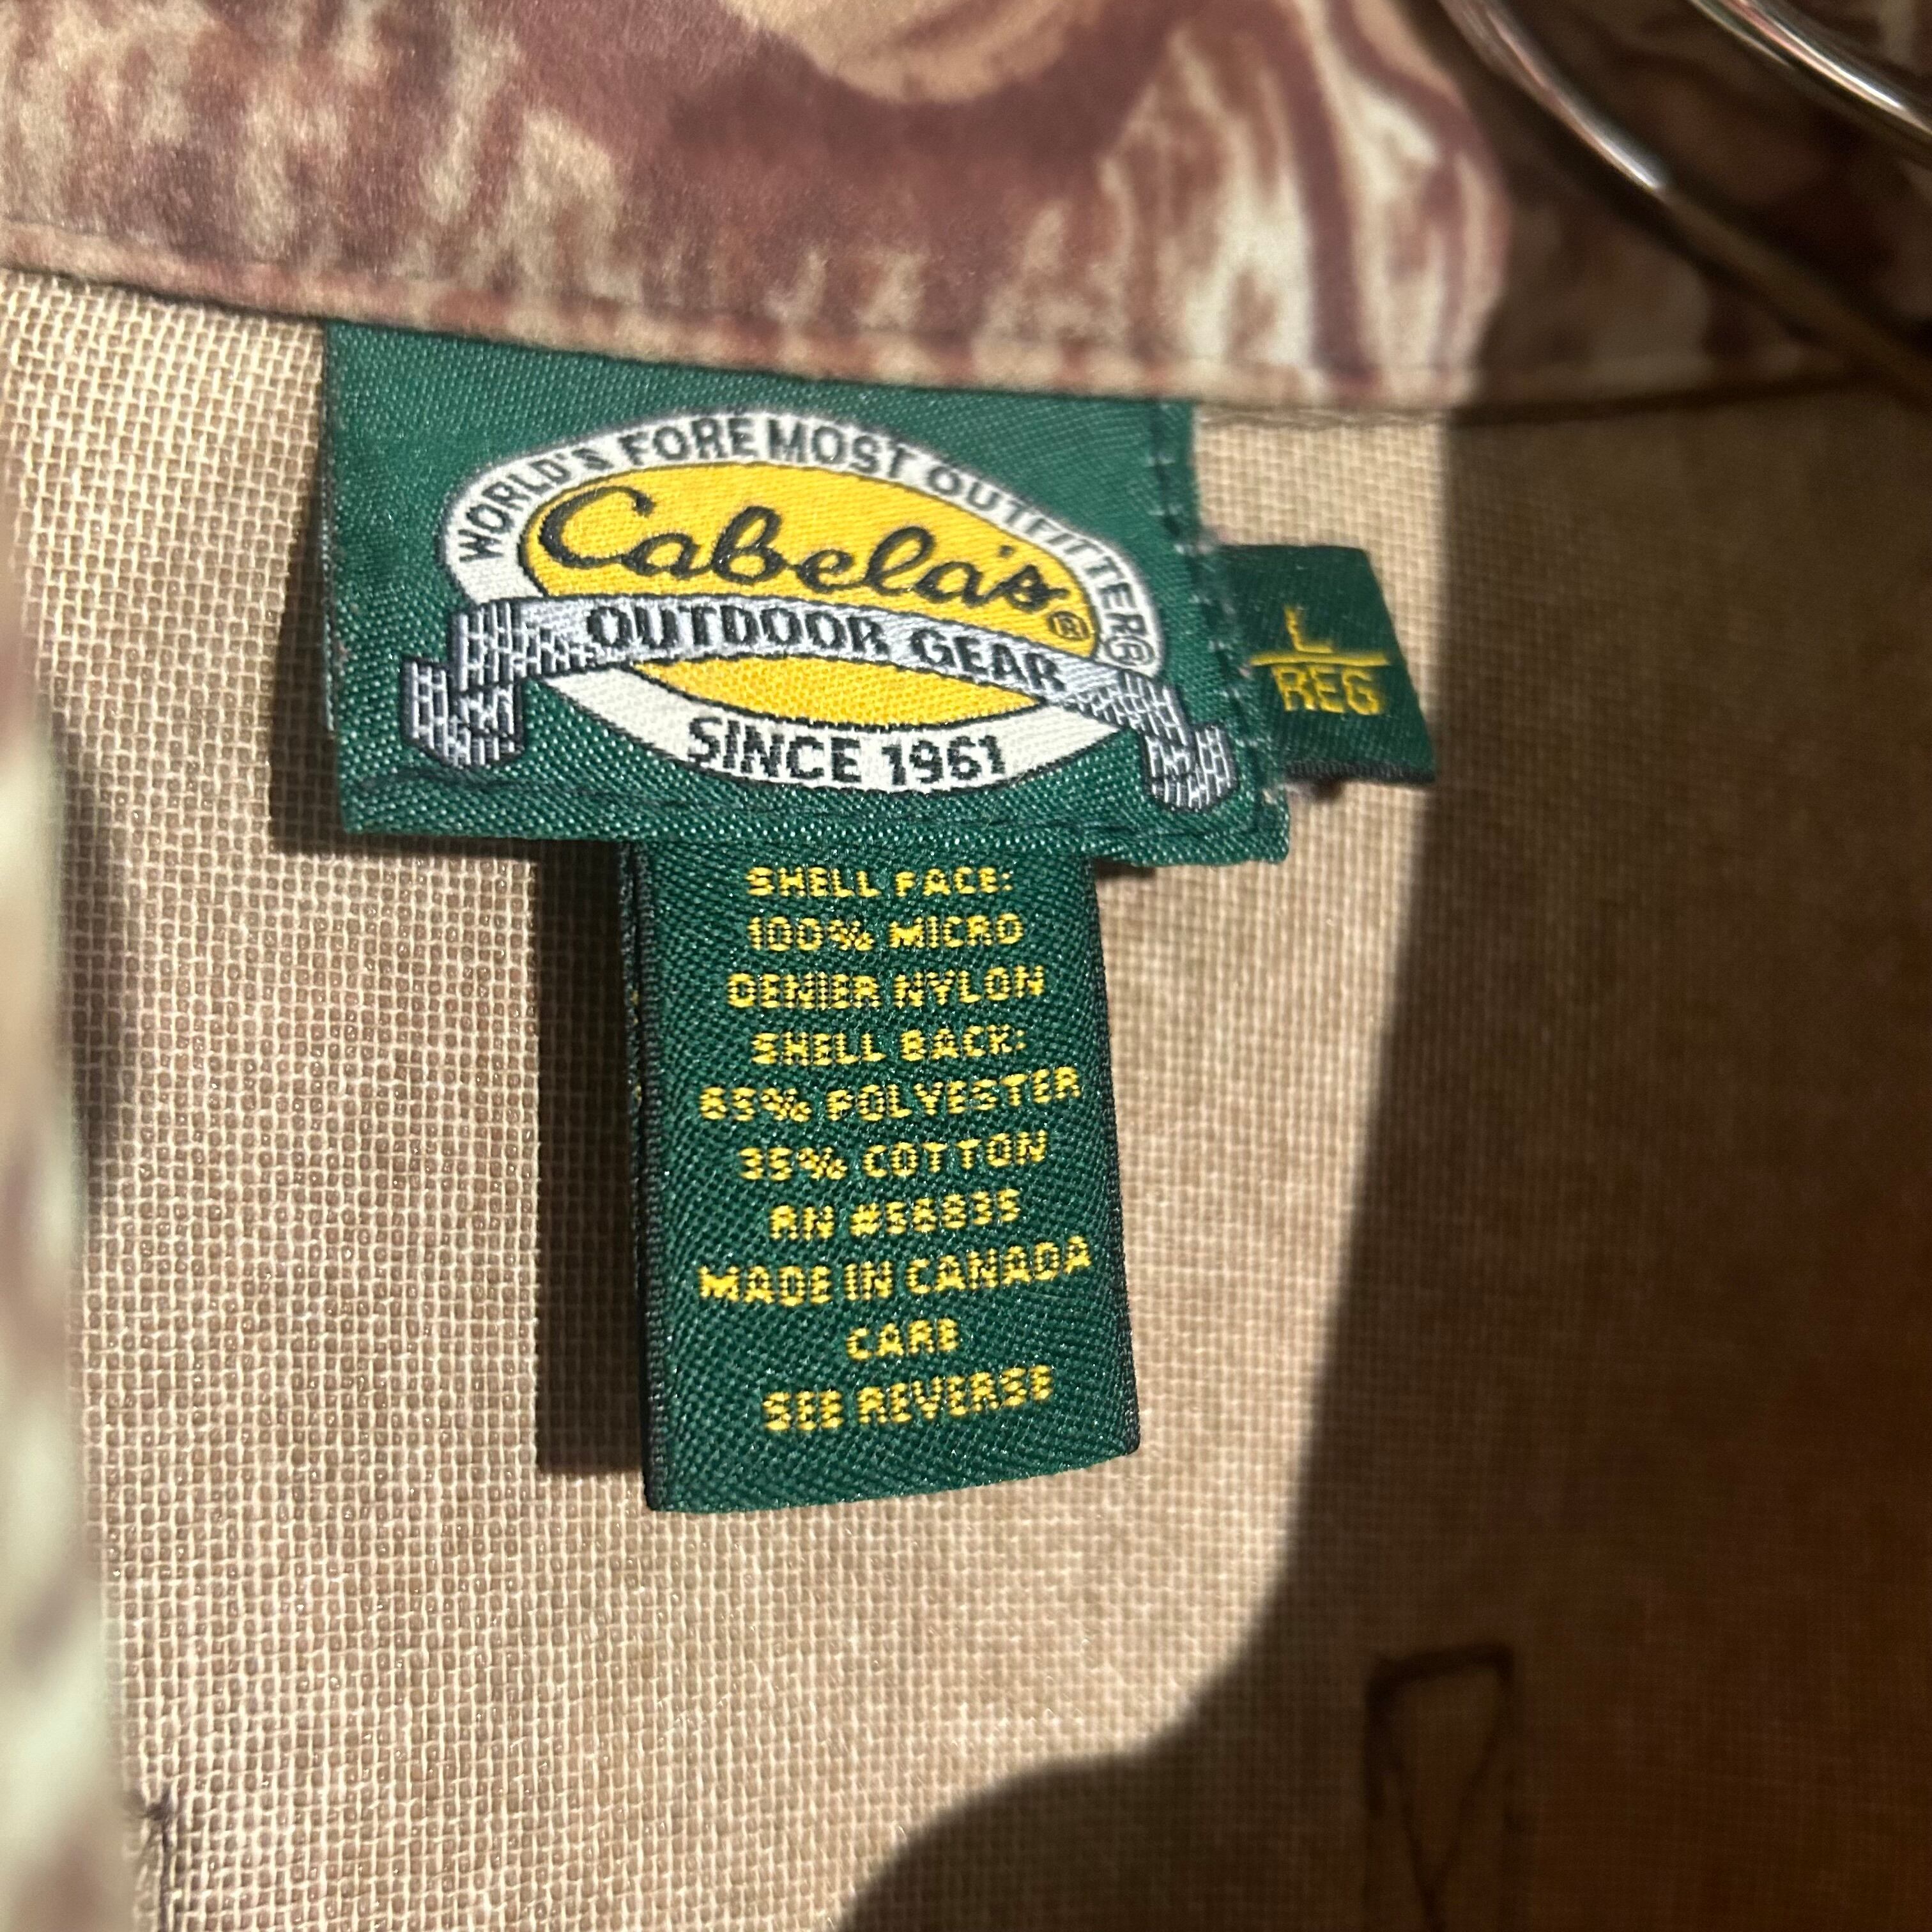 WORLD'S FOREMOST OUTFITTER®
Cabela's®
OUTDOOR GEAR
SINCE 1961
L
REG
SHELL FACE:
100% MICRO
DENIER NYLON
SHELL BACK:
65% POLYESTER
35% COTTON
RN #56835
MADE IN CANADA
CARE
SEE REVERSE